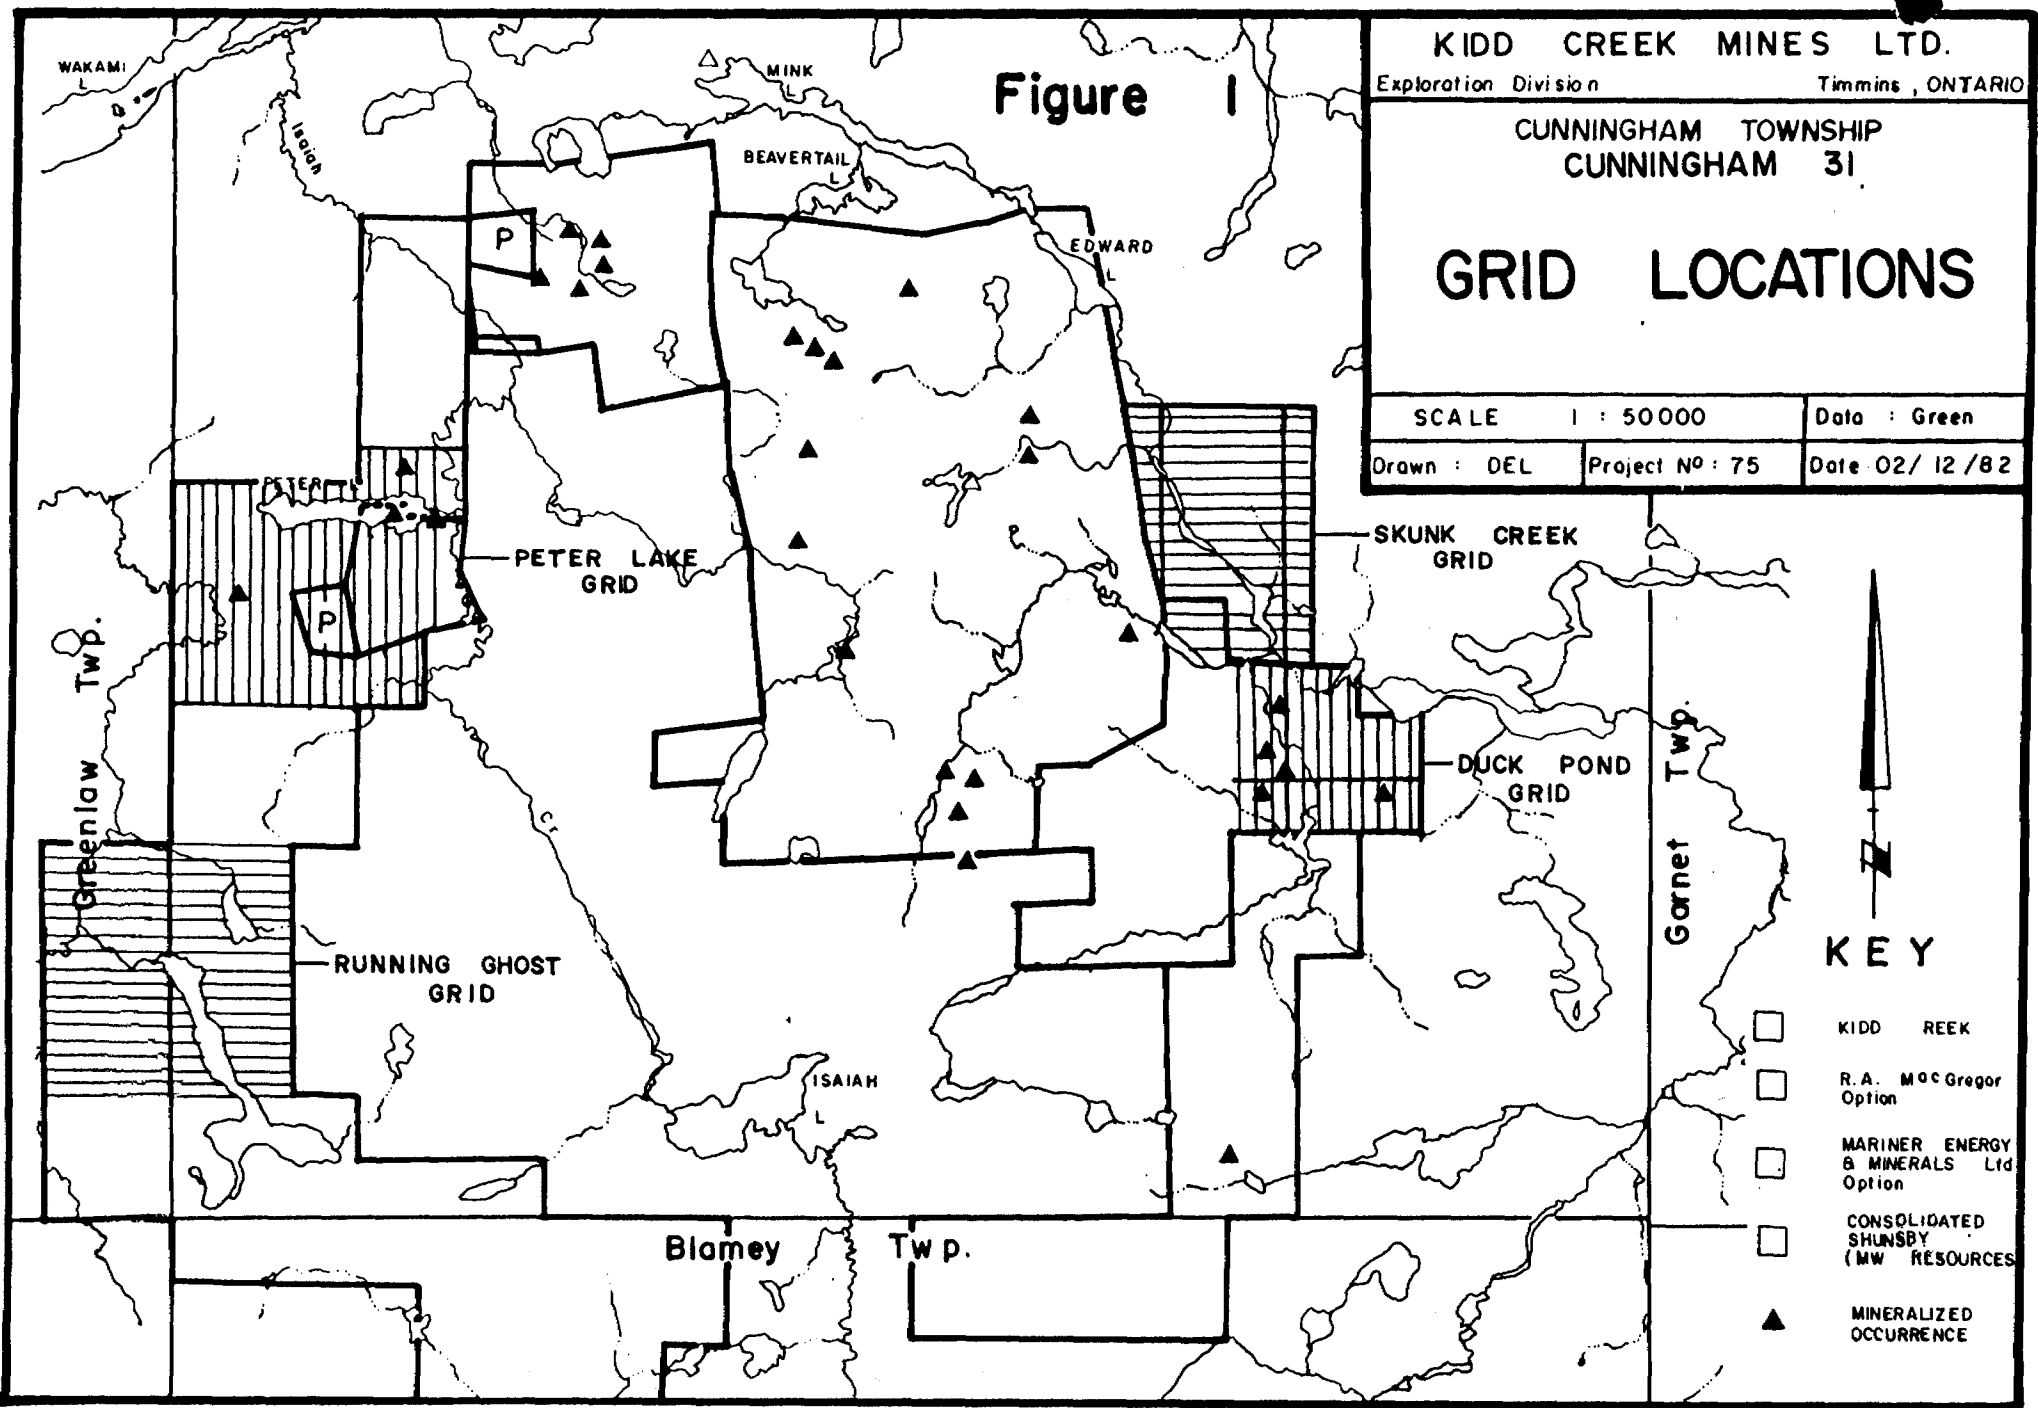 KIDD CREEK MINES LTD.
Exploration Division Timmins , ONTARIO
CUNNINGHAM TOWNSHIP
CUNNINGHAM 31
GRID LOCATIONS
SCALE 1 : 50000
Data : Green
Drawn : DEL
Project Nº : 75
Date 02/12/82
Figure 1
WAKAMI
L
Isaiah
MINK
L
BEAVERTAIL
L
EDWARD
L
P
PETER L
PETER LAKE
GRID
P
SKUNK CREEK
GRID
DUCK POND
GRID
RUNNING GHOST
GRID
Cr
ISAIAH
L
Greenlaw Twp.
Garnet Twp.
Blamey Twp.
N
KEY
KIDD REEK
R.A. MacGregor
Option
MARINER ENERGY
& MINERALS Ltd
Option
CONSOLIDATED
SHUNSBY
(MW RESOURCES
MINERALIZED
OCCURRENCE